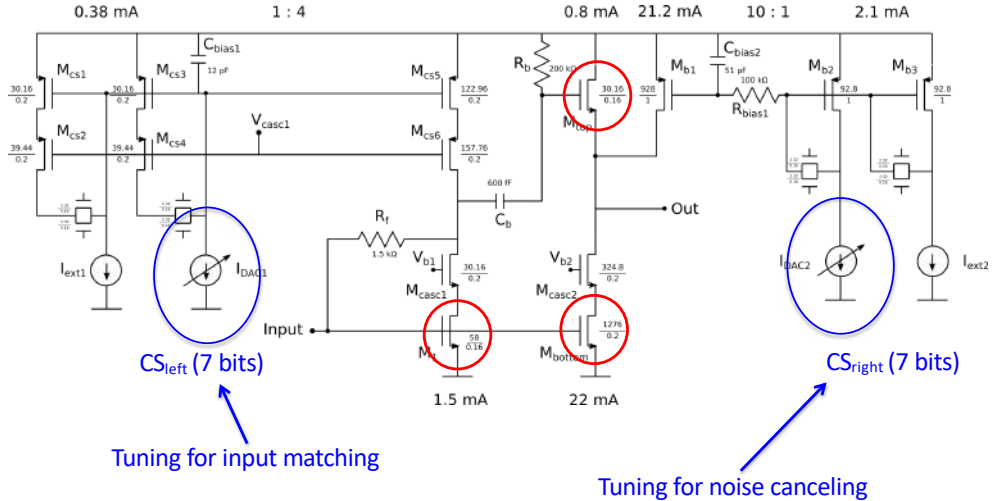 0.38 mA
1 : 4
0.8 mA
21.2 mA
10 : 1
2.1 mA
Cbias1
12 pF
Mcs1
30.16
0.2
Mcs3
30.16
0.2
Mcs5
122.96
0.2
Rb
200 kΩ
30.16
0.16
Mtop
Mb1
928
1
Cbias2
51 pF
100 kΩ
Rbias1
Mb2
92.8
1
Mb3
92.8
1
Mcs2
39.44
0.2
Mcs4
39.44
0.2
Vcasc1
Mcs6
157.76
0.2
600 fF
Cb
Out
Rf
1.5 kΩ
Iext1
IDAC1
Vb1
30.16
0.2
Mcasc1
Vb2
324.8
0.2
Mcasc2
IDAC2
Iext2
Input
58
0.16
1276
0.2
Mbottom
CSleft (7 bits)
CSright (7 bits)
1.5 mA
22 mA
Tuning for input matching
Tuning for noise canceling